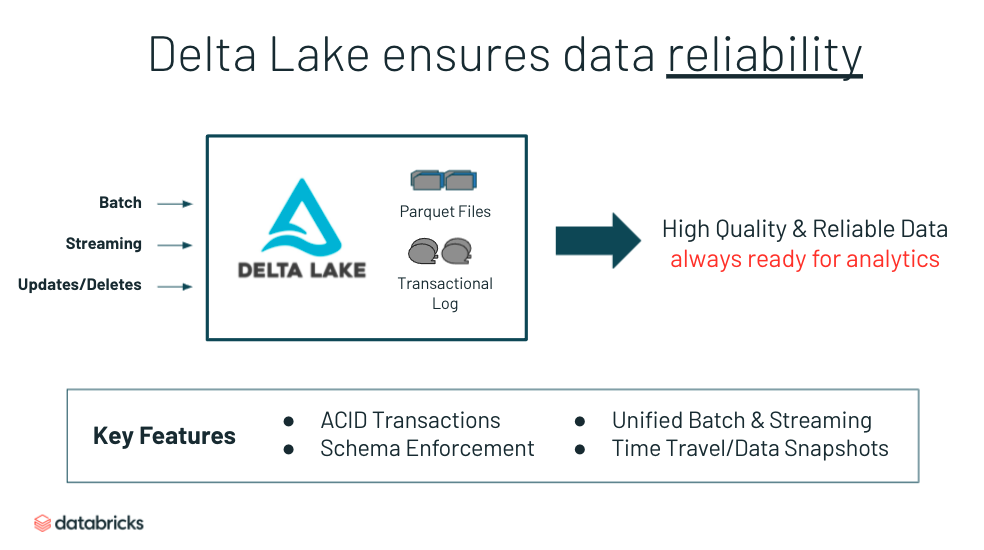 Delta Lake ensures data reliability
Batch
Streaming
Updates/Deletes
DELTA LAKE
Parquet Files
Transactional
Log
High Quality & Reliable Data
always ready for analytics
Key Features
● ACID Transactions
● Schema Enforcement
● Unified Batch & Streaming
● Time Travel/Data Snapshots
databricks